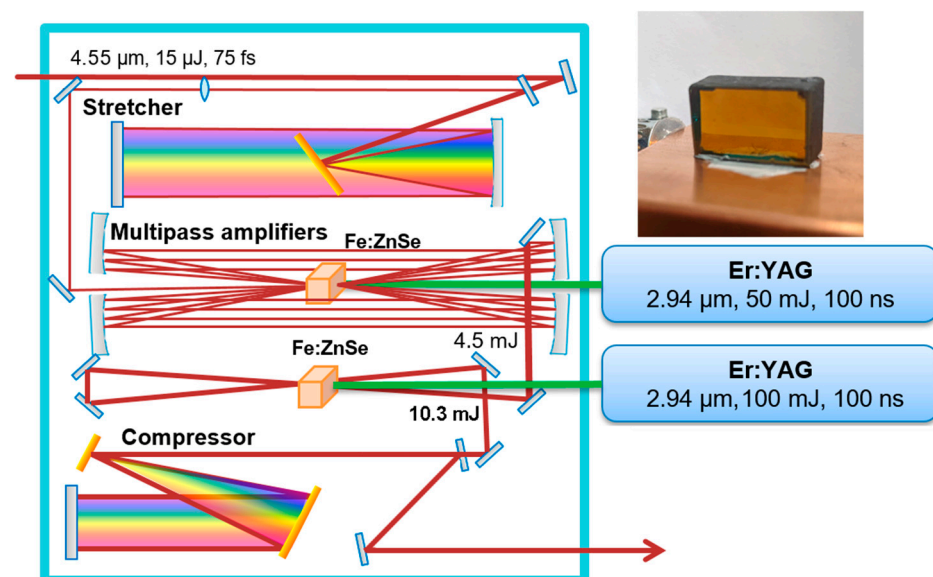 4.55 µm, 15 µJ, 75 fs
Stretcher
Multipass amplifiers
Fe:ZnSe
Er:YAG
2.94 µm, 50 mJ, 100 ns
4.5 mJ
Fe:ZnSe
Er:YAG
2.94 µm,100 mJ, 100 ns
10.3 mJ
Compressor